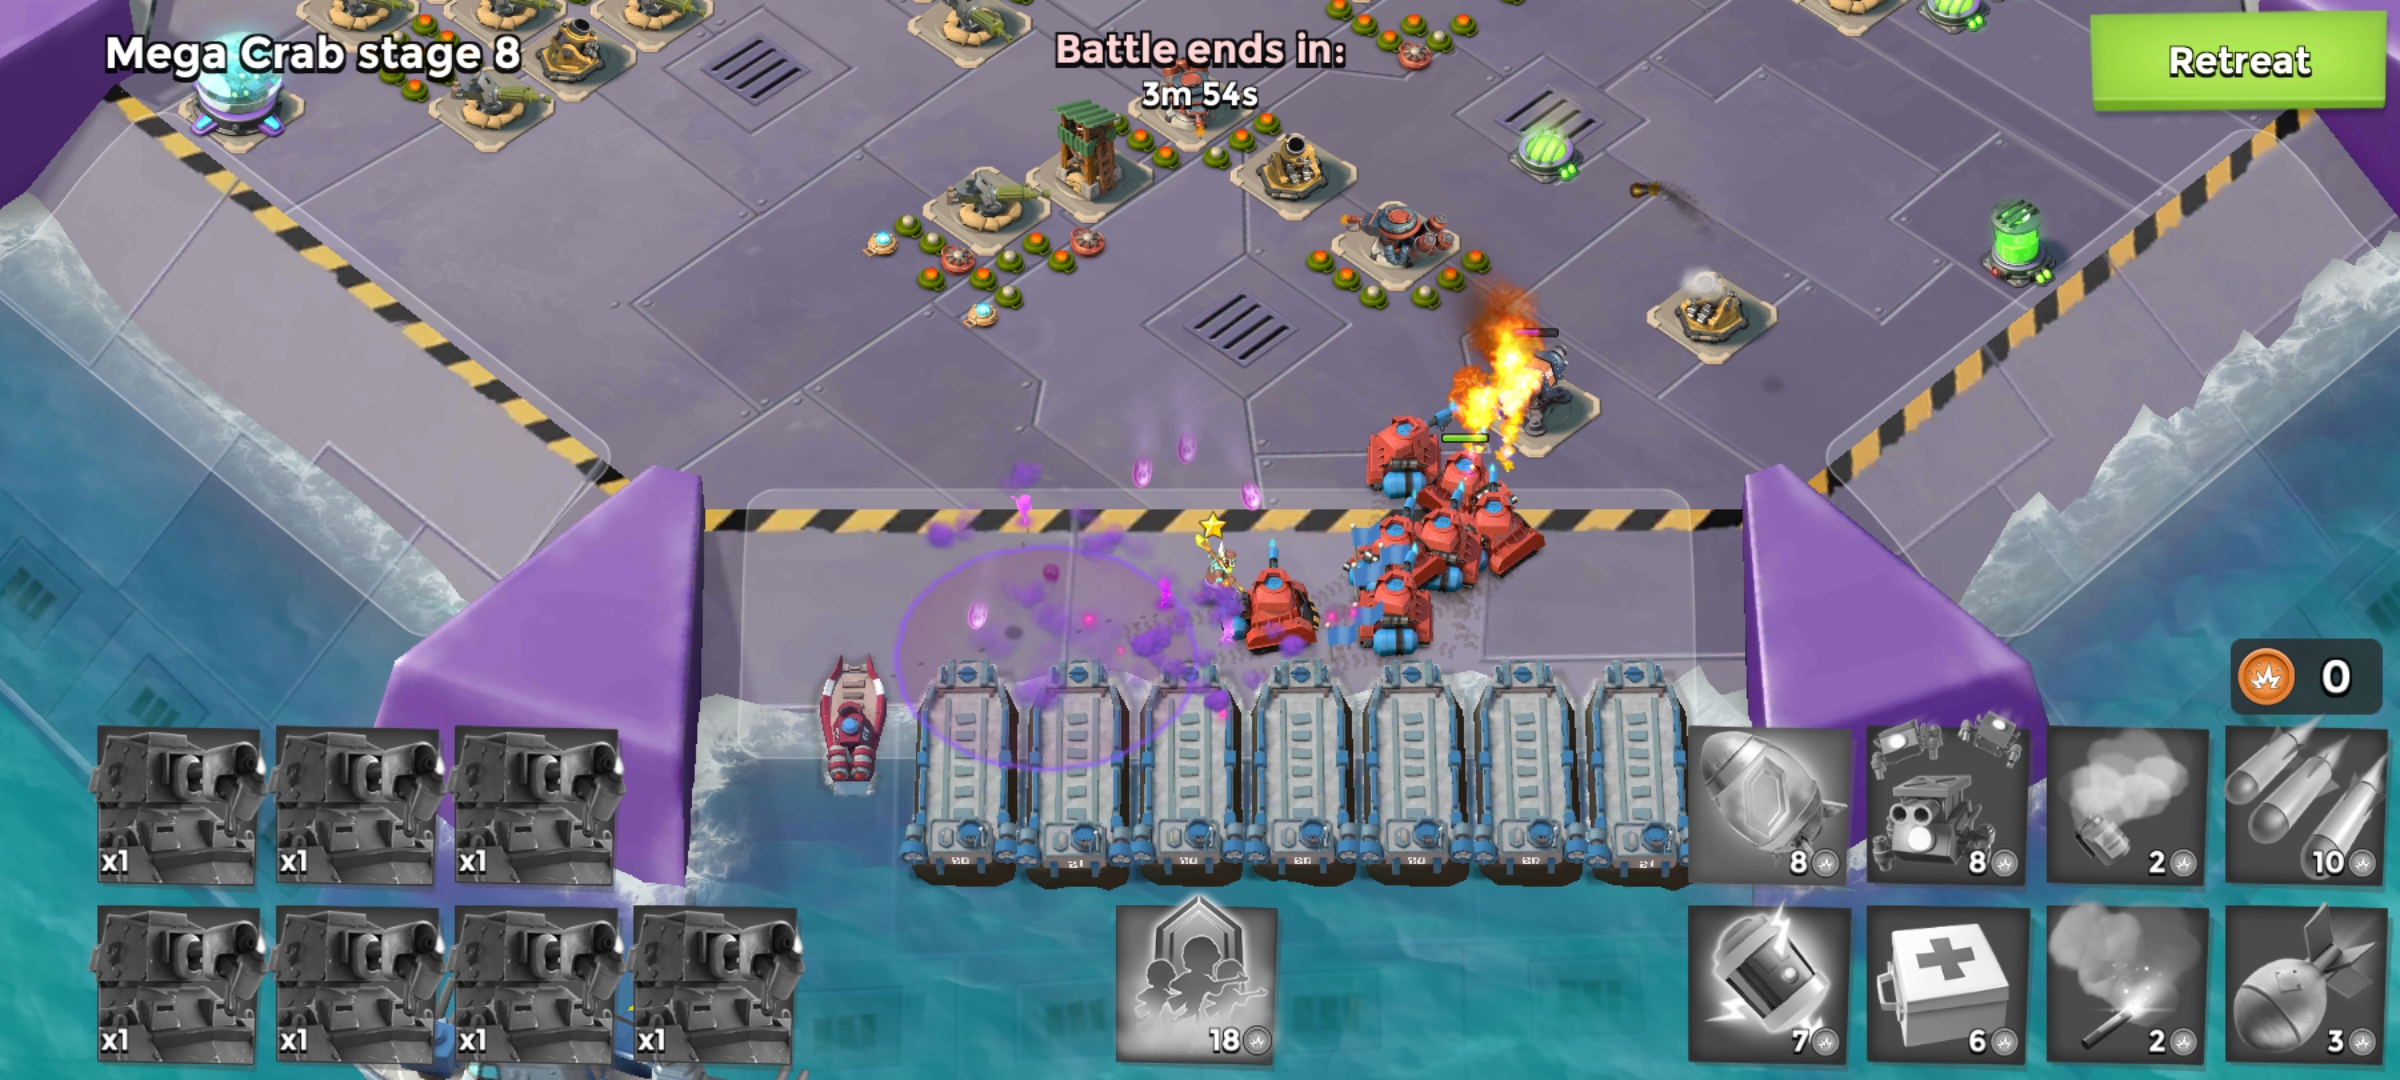 Mega Crab stage 8
Battle ends in:
3m 54s
Retreat
0
x1
x1
x1
8
8
2
10
x1
x1
x1
x1
18
7
6
2
3